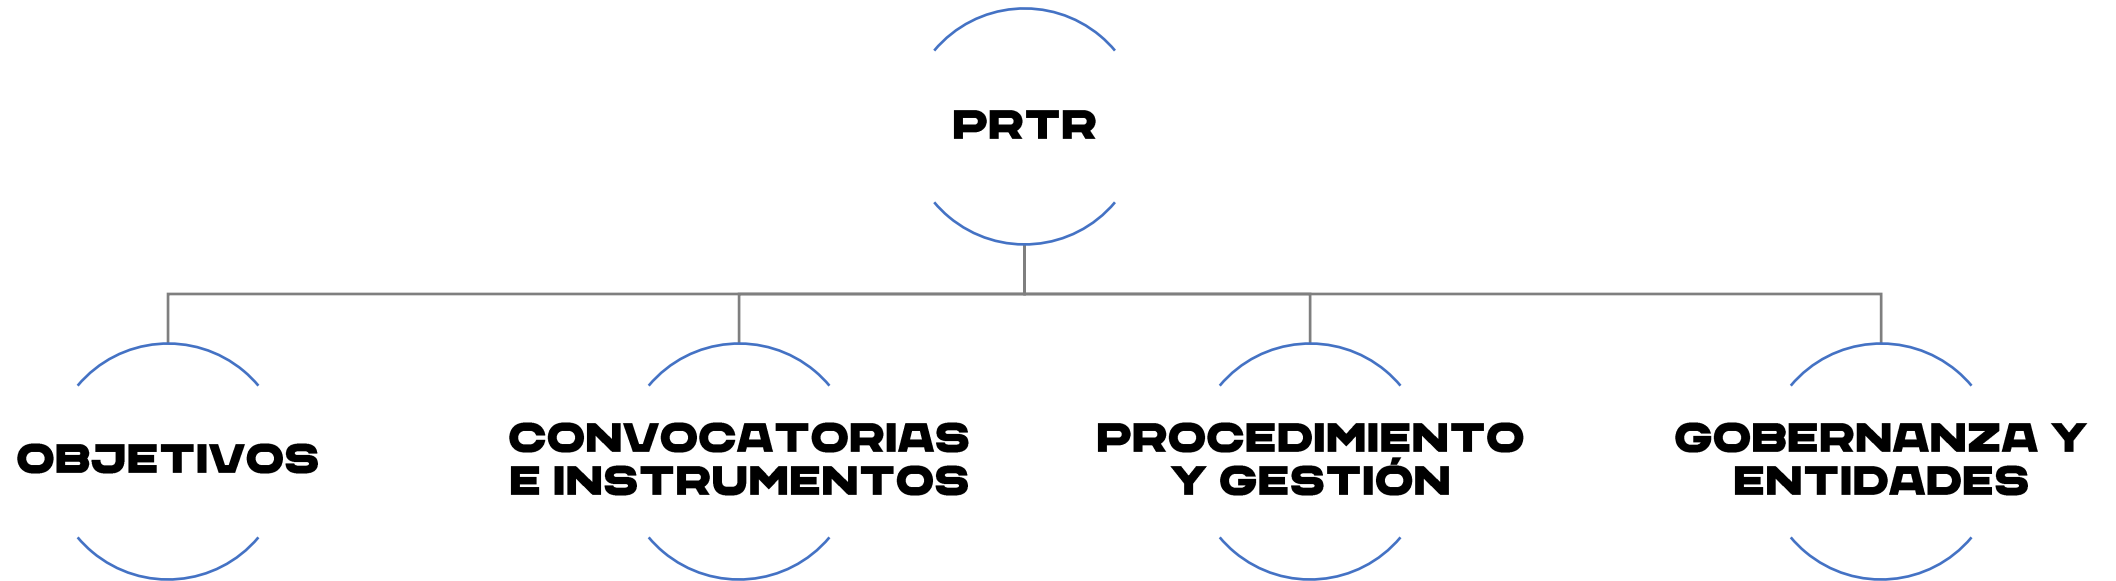 PRTR
OBJETIVOS
CONVOCATORIAS
E INSTRUMENTOS
PROCEDIMIENTO
Y GESTIÓN
GOBERNANZA Y
ENTIDADES